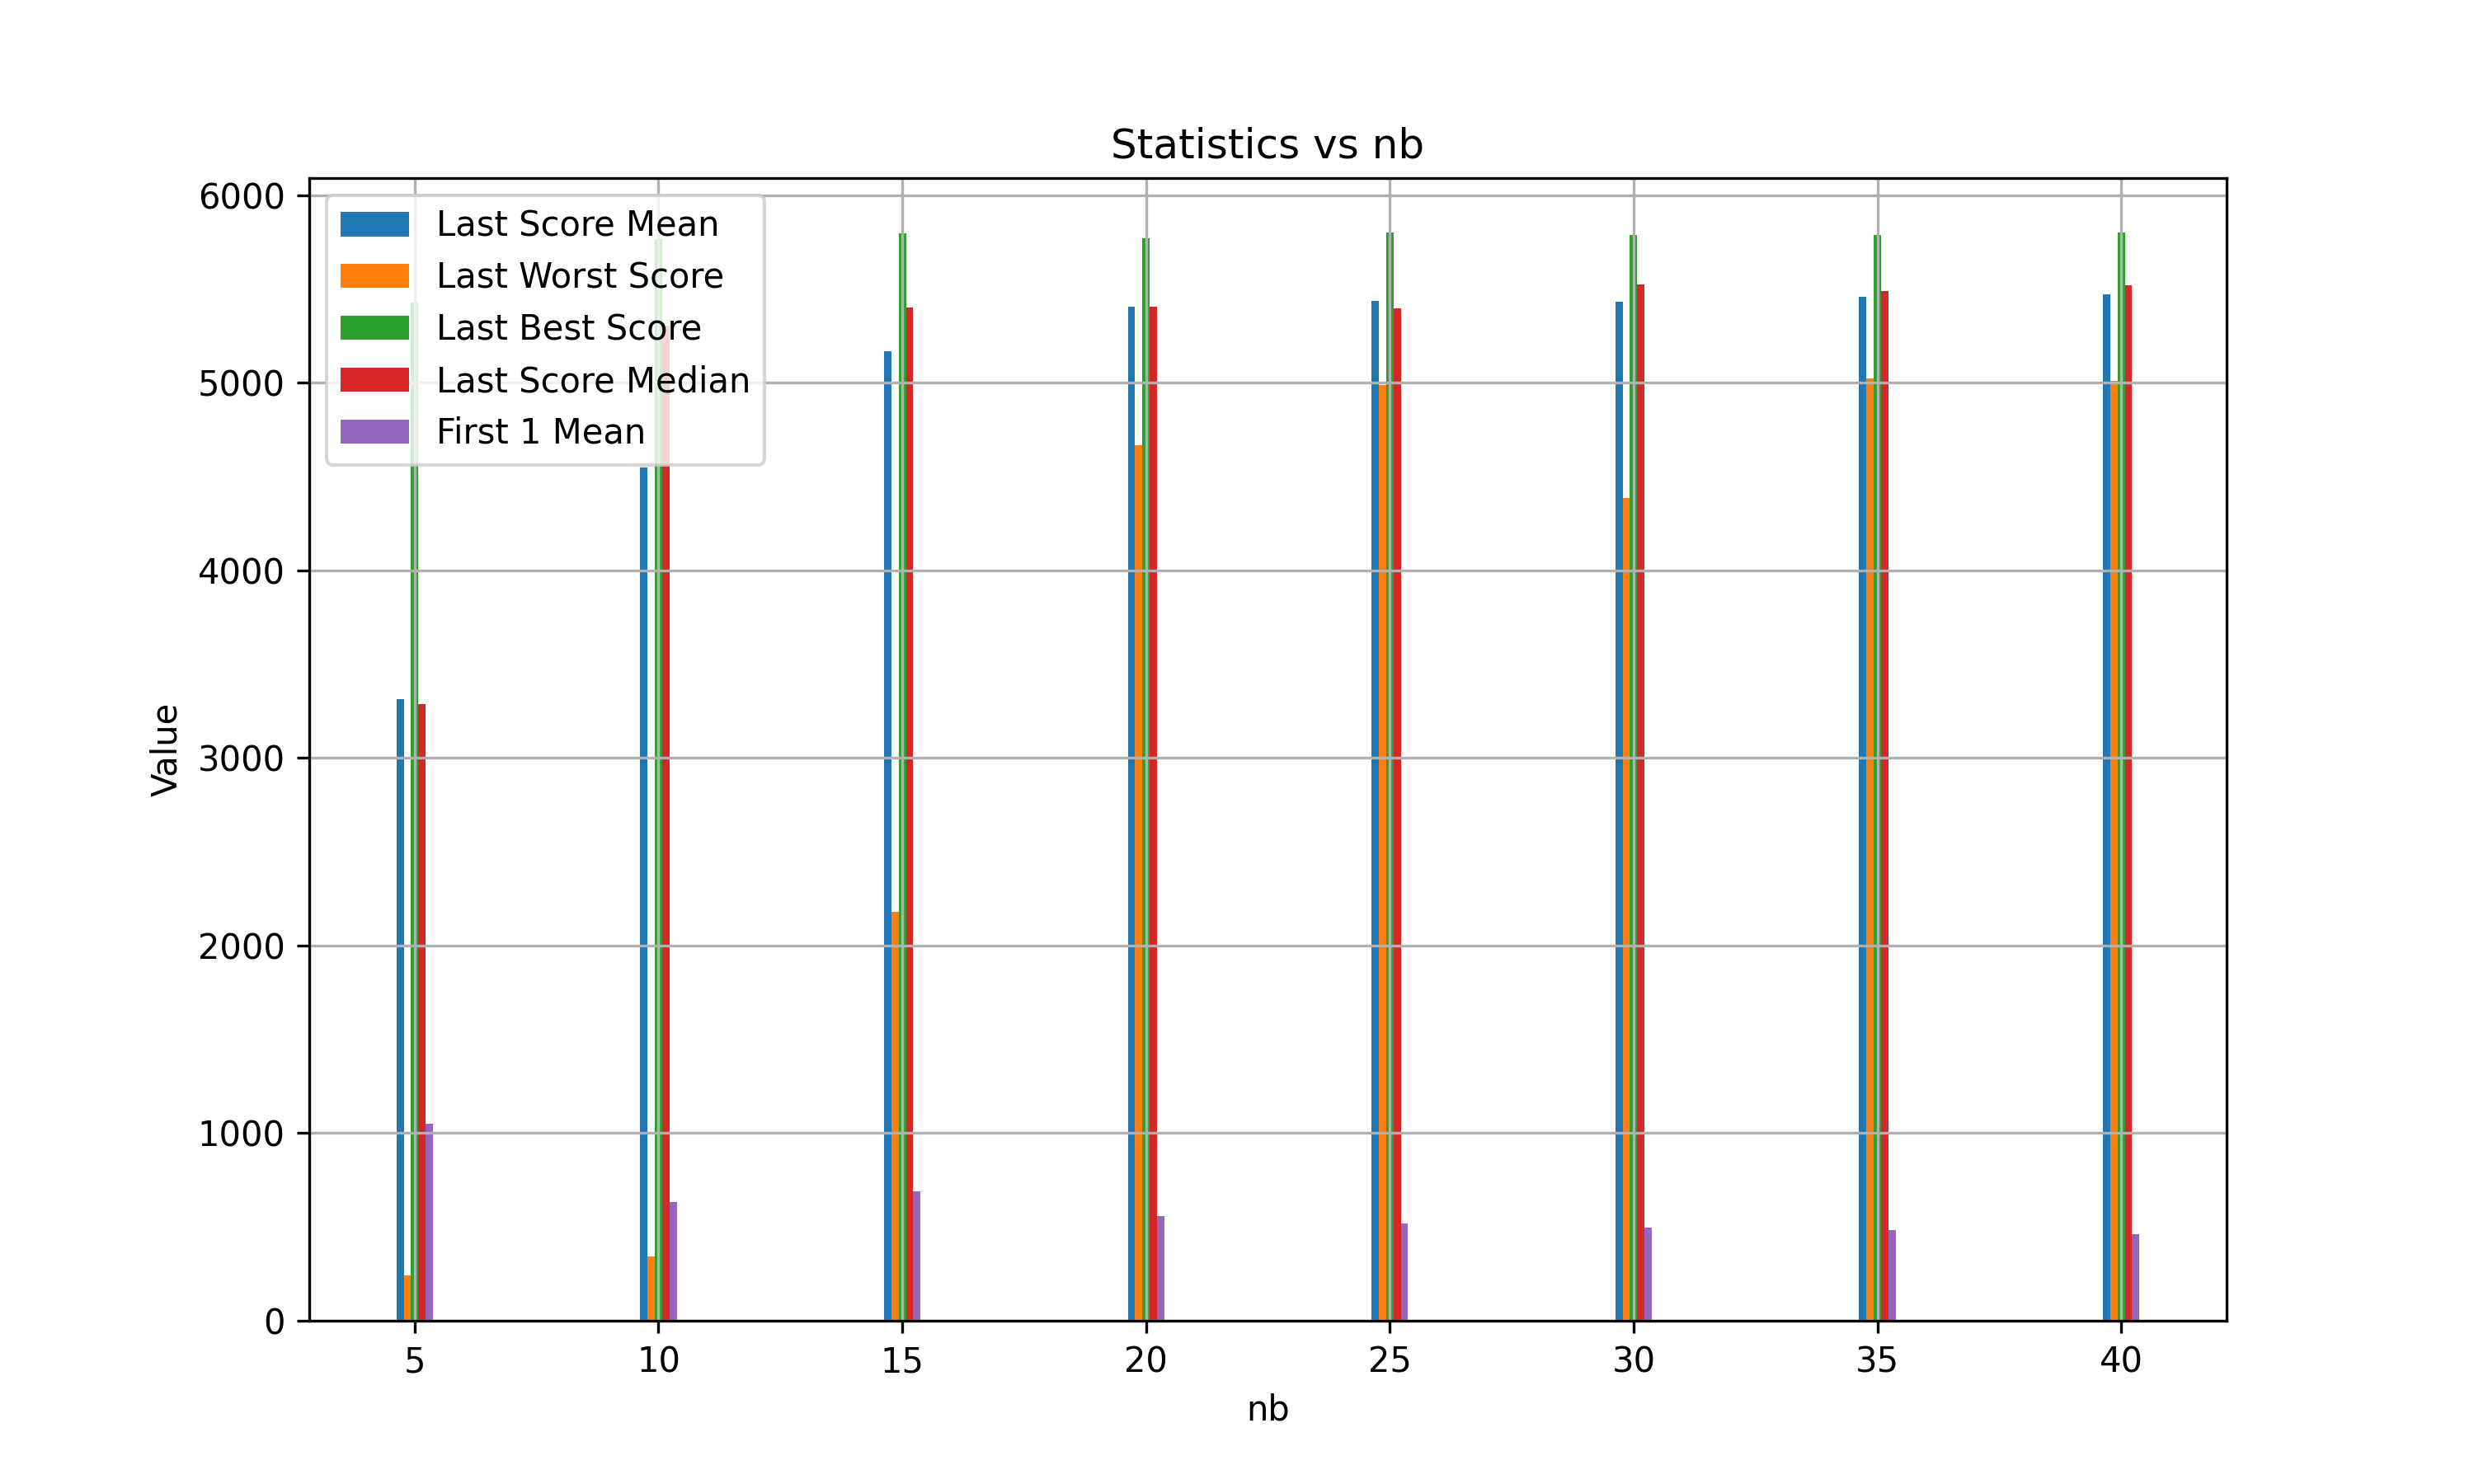 Statistics vs nb
6000
5000
4000
3000
2000
1000
0
Value
Last Score Mean
Last Worst Score
Last Best Score
Last Score Median
First 1 Mean
5 10 15 20 25 30 35 40
nb